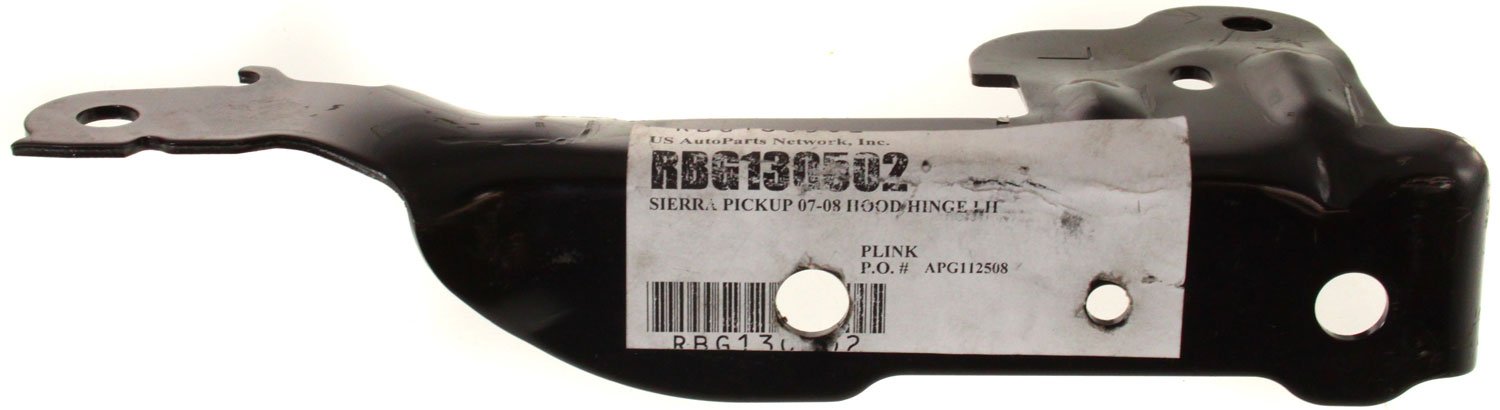 L
US AutoParts Network, Inc.
RBG130502
SIERRA PICKUP 07-08 HOOD HINGE LH
PLINK
P.O. # APG112508